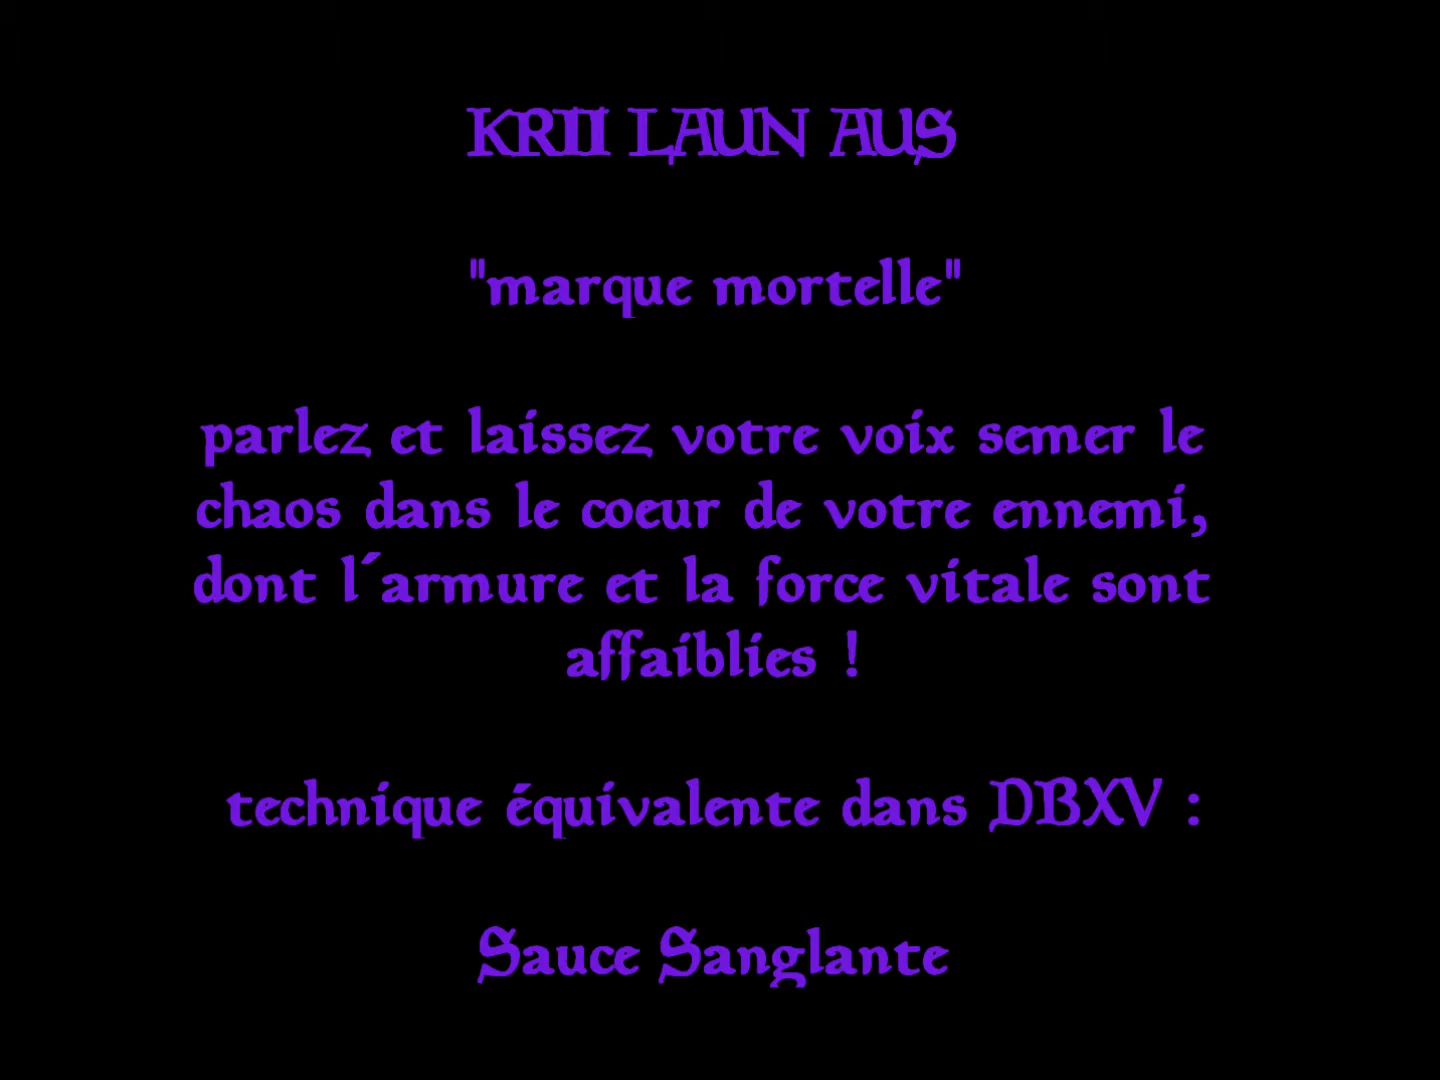 KRII LAUN AUS
"marque mortelle"
parlez et laissez votre voix semer le
chaos dans le coeur de votre ennemi,
dont l´armure et la force vitale sont
affaiblies !
technique équivalente dans DBXV :
Sauce Sanglante